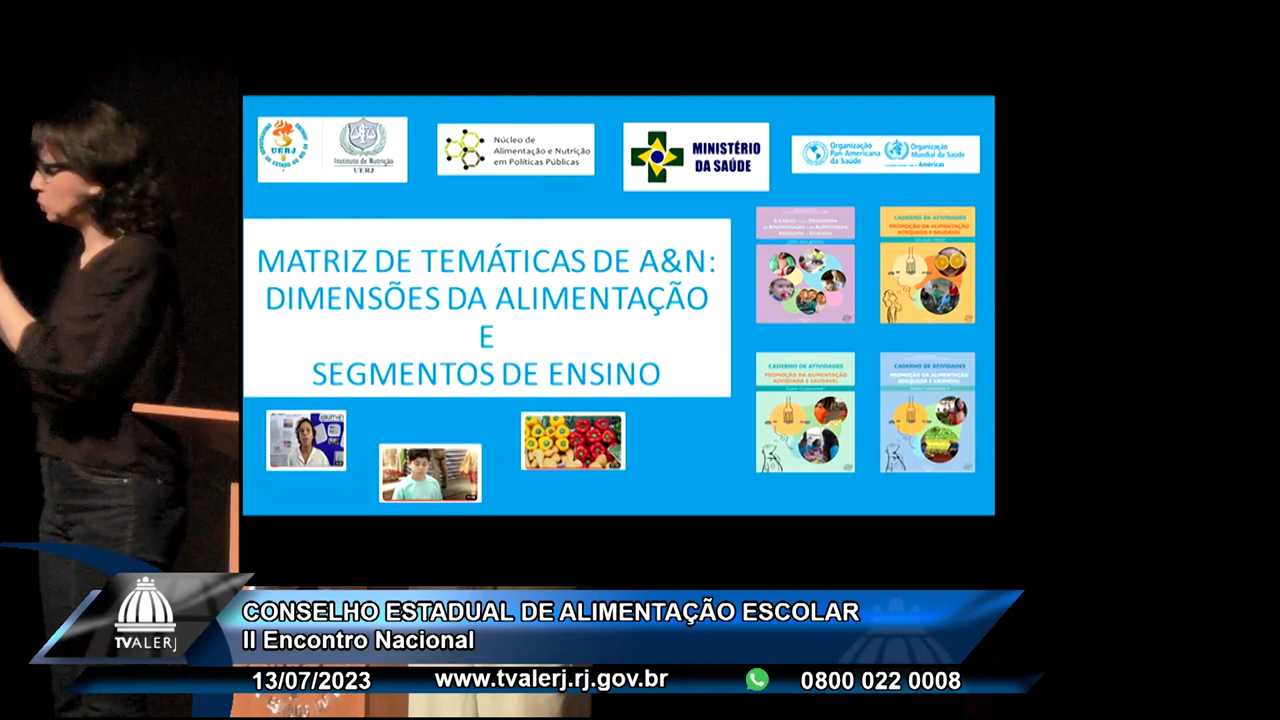 UERJ
Instituto de Nutrição
UERJ
Núcleo de
Alimentação e Nutrição
em Políticas Públicas
MINISTÉRIO
DA SAÚDE
Organização
Pan-Americana
da Saúde
Organização
Mundial da Saúde
Américas
MATRIZ DE TEMÁTICAS DE A&N:
DIMENSÕES DA ALIMENTAÇÃO
E
SEGMENTOS DE ENSINO
CADERNO DE ATIVIDADES
PROMOÇÃO DA ALIMENTAÇÃO
ADEQUADA E SAUDÁVEL
CADERNO DE ATIVIDADES
PROMOÇÃO DA ALIMENTAÇÃO
ADEQUADA E SAUDÁVEL
CADERNO DE ATIVIDADES
PROMOÇÃO DA ALIMENTAÇÃO
ADEQUADA E SAUDÁVEL
TVALERJ
CONSELHO ESTADUAL DE ALIMENTAÇÃO ESCOLAR
II Encontro Nacional
13/07/2023
www.tvalerj.rj.gov.br
0800 022 0008